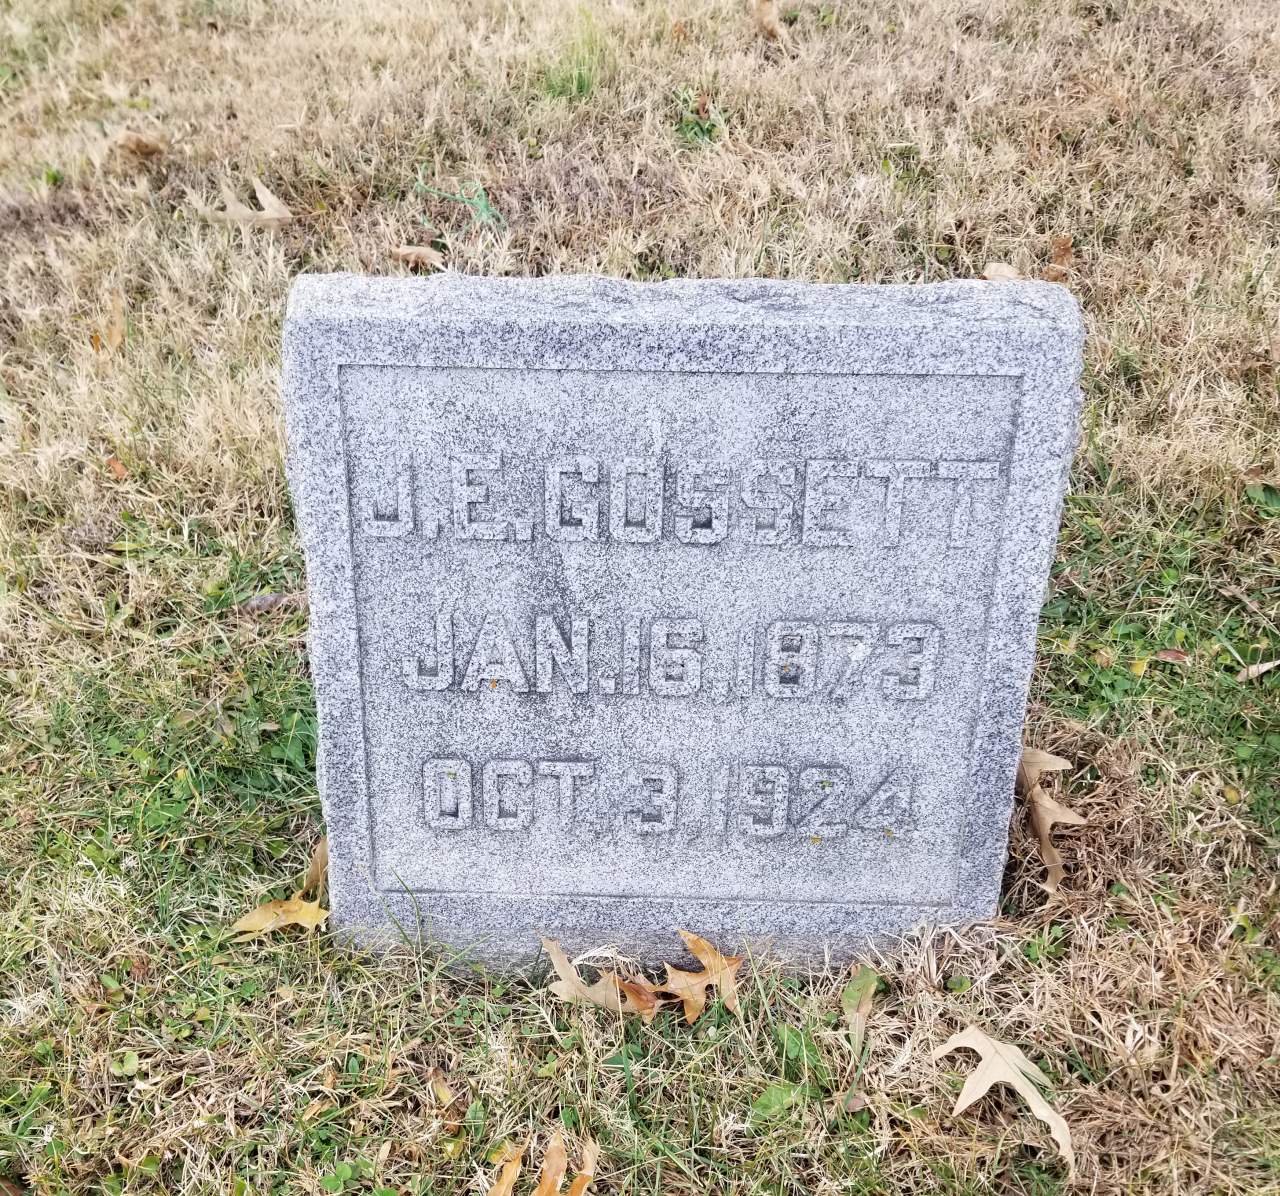 J.E. GOSSETT
JAN. 16, 1873
OCT. 3, 1924